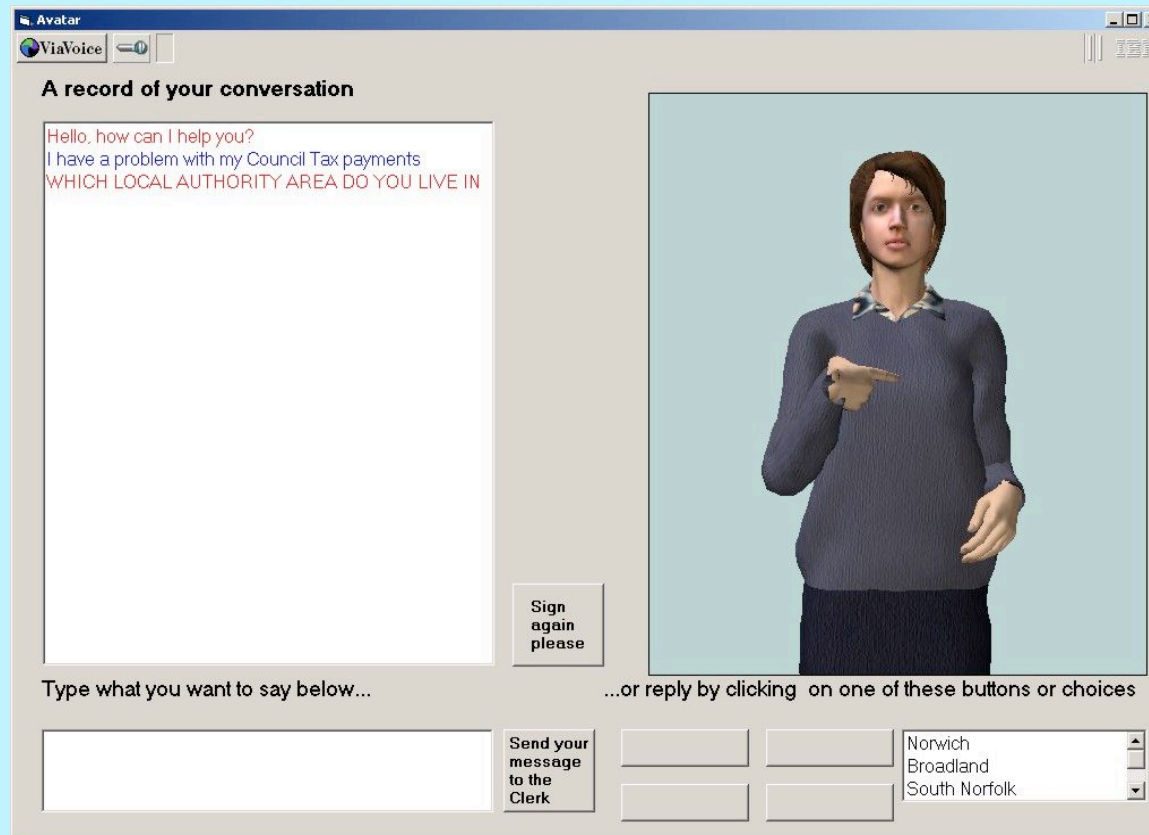 Avatar
ViaVoice
IBM
A record of your conversation
Hello, how can I help you?
I have a problem with my Council Tax payments
WHICH LOCAL AUTHORITY AREA DO YOU LIVE IN
Sign
again
please
Type what you want to say below...
...or reply by clicking on one of these buttons or choices
Send your
message
to the
Clerk
Norwich
Broadland
South Norfolk